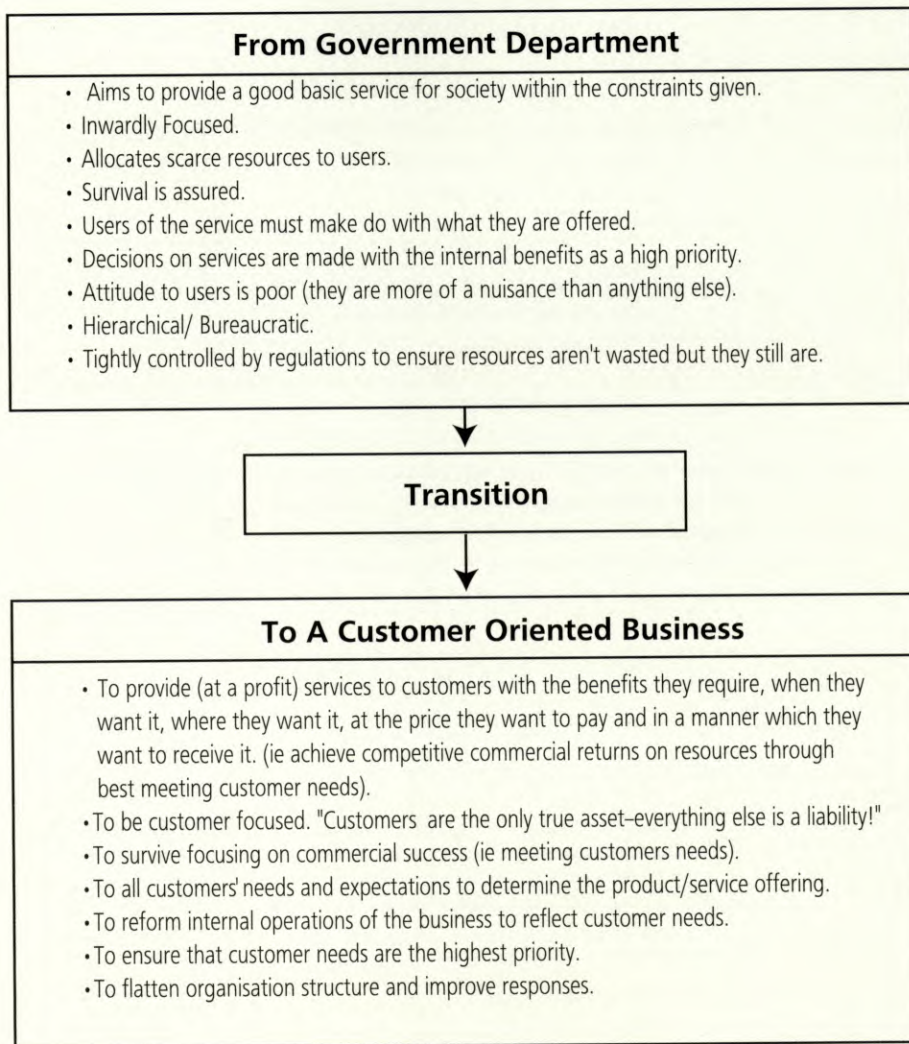 From Government Department
• Aims to provide a good basic service for society within the constraints given.
• Inwardly Focused.
• Allocates scarce resources to users.
• Survival is assured.
• Users of the service must make do with what they are offered.
• Decisions on services are made with the internal benefits as a high priority.
• Attitude to users is poor (they are more of a nuisance than anything else).
• Hierarchical/ Bureaucratic.
• Tightly controlled by regulations to ensure resources aren't wasted but they still are.
Transition
To A Customer Oriented Business
• To provide (at a profit) services to customers with the benefits they require, when they
want it, where they want it, at the price they want to pay and in a manner which they
want to receive it. (ie achieve competitive commercial returns on resources through
best meeting customer needs).
• To be customer focused. "Customers are the only true asset–everything else is a liability!"
• To survive focusing on commercial success (ie meeting customers needs).
• To all customers' needs and expectations to determine the product/service offering.
• To reform internal operations of the business to reflect customer needs.
• To ensure that customer needs are the highest priority.
• To flatten organisation structure and improve responses.